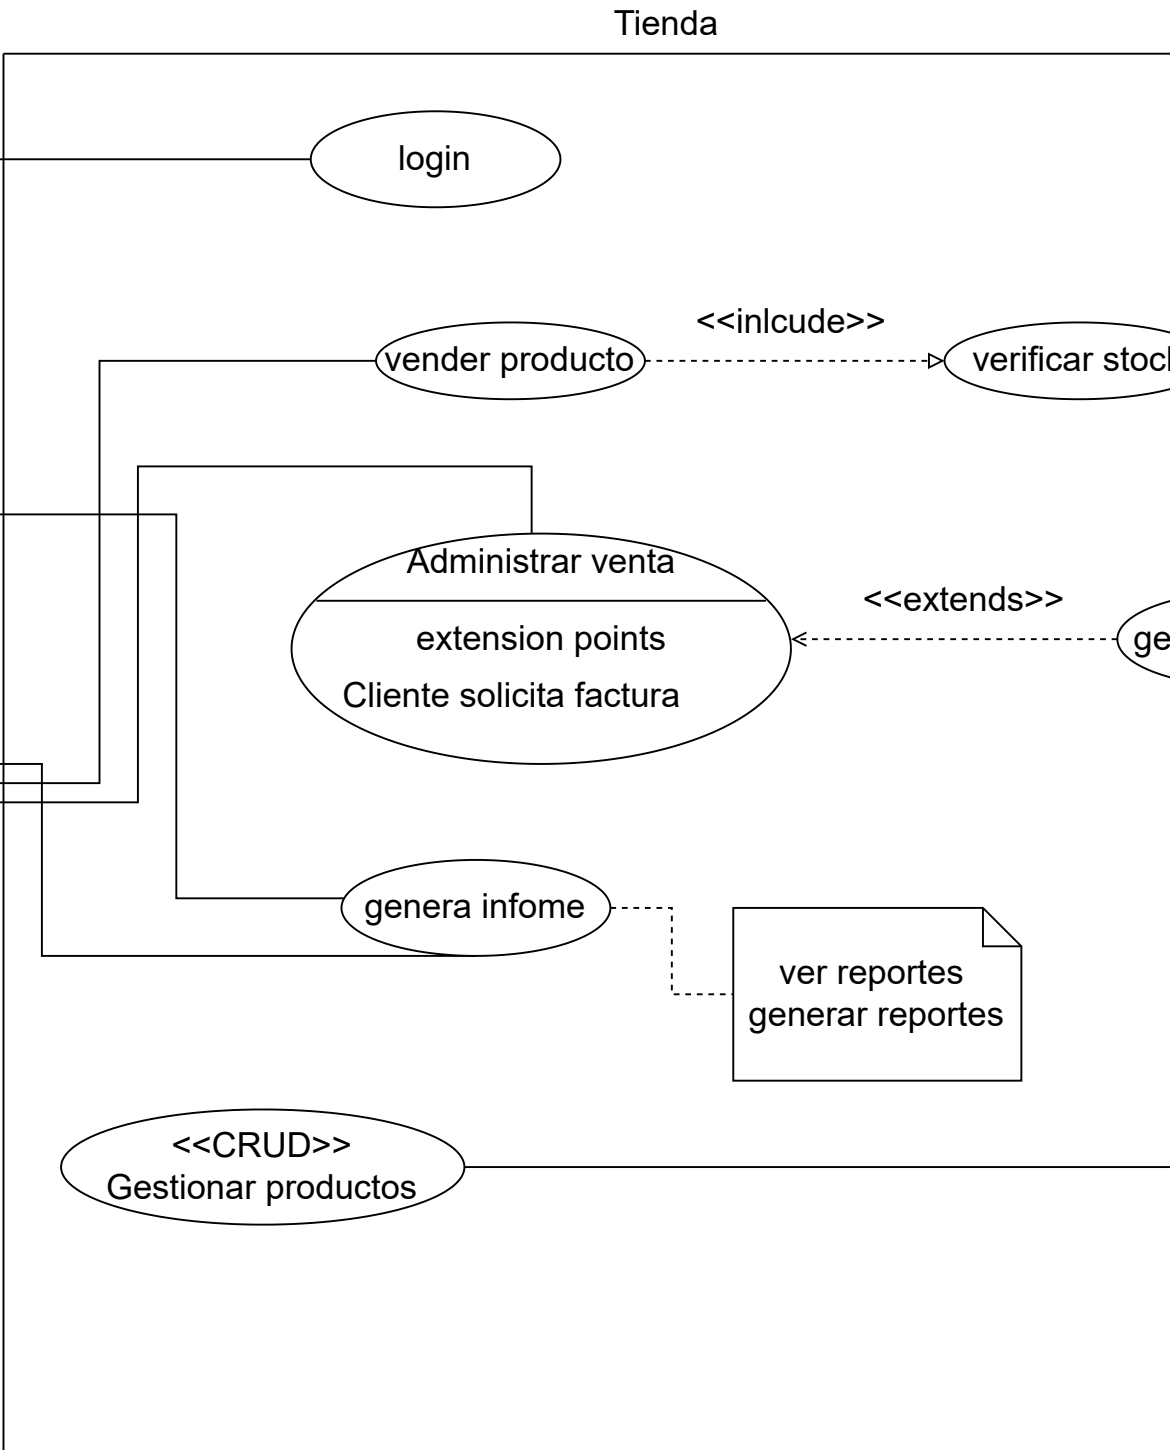 Tienda
login
<<inlcude>>
vender producto
verificar stock
Administrar venta
<<extends>>
extension points
ge
Cliente solicita factura
genera infome
ver reportes
generar reportes
<<CRUD>>
Gestionar productos